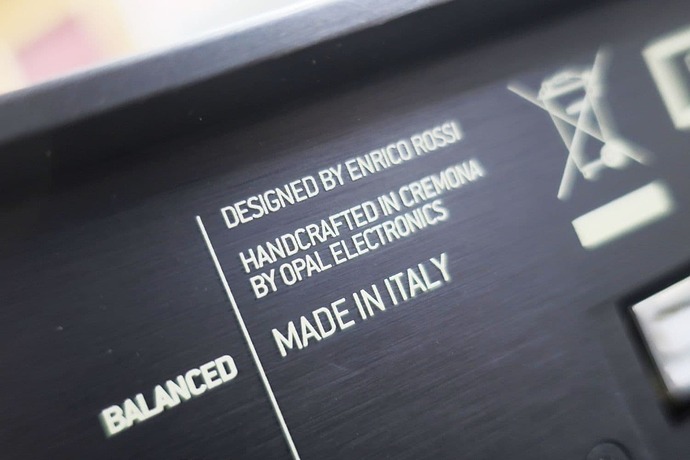 DESIGNED BY ENRICO ROSSI
HANDCRAFTED IN CREMONA
BY OPAL ELECTRONICS
MADE IN ITALY
BALANCED